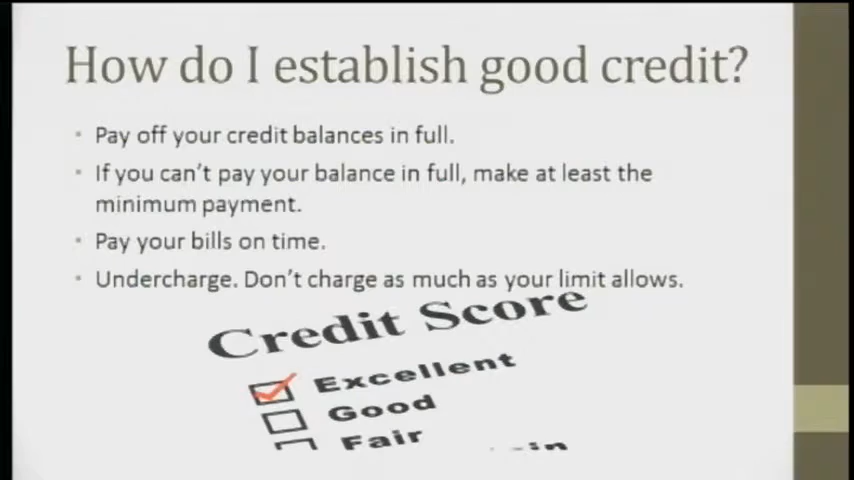 How do I establish good credit?
• Pay off your credit balances in full.
• If you can't pay your balance in full, make at least the
minimum payment.
• Pay your bills on time.
• Undercharge. Don't charge as much as your limit allows.
Credit Score
Excellent
Good
Fair